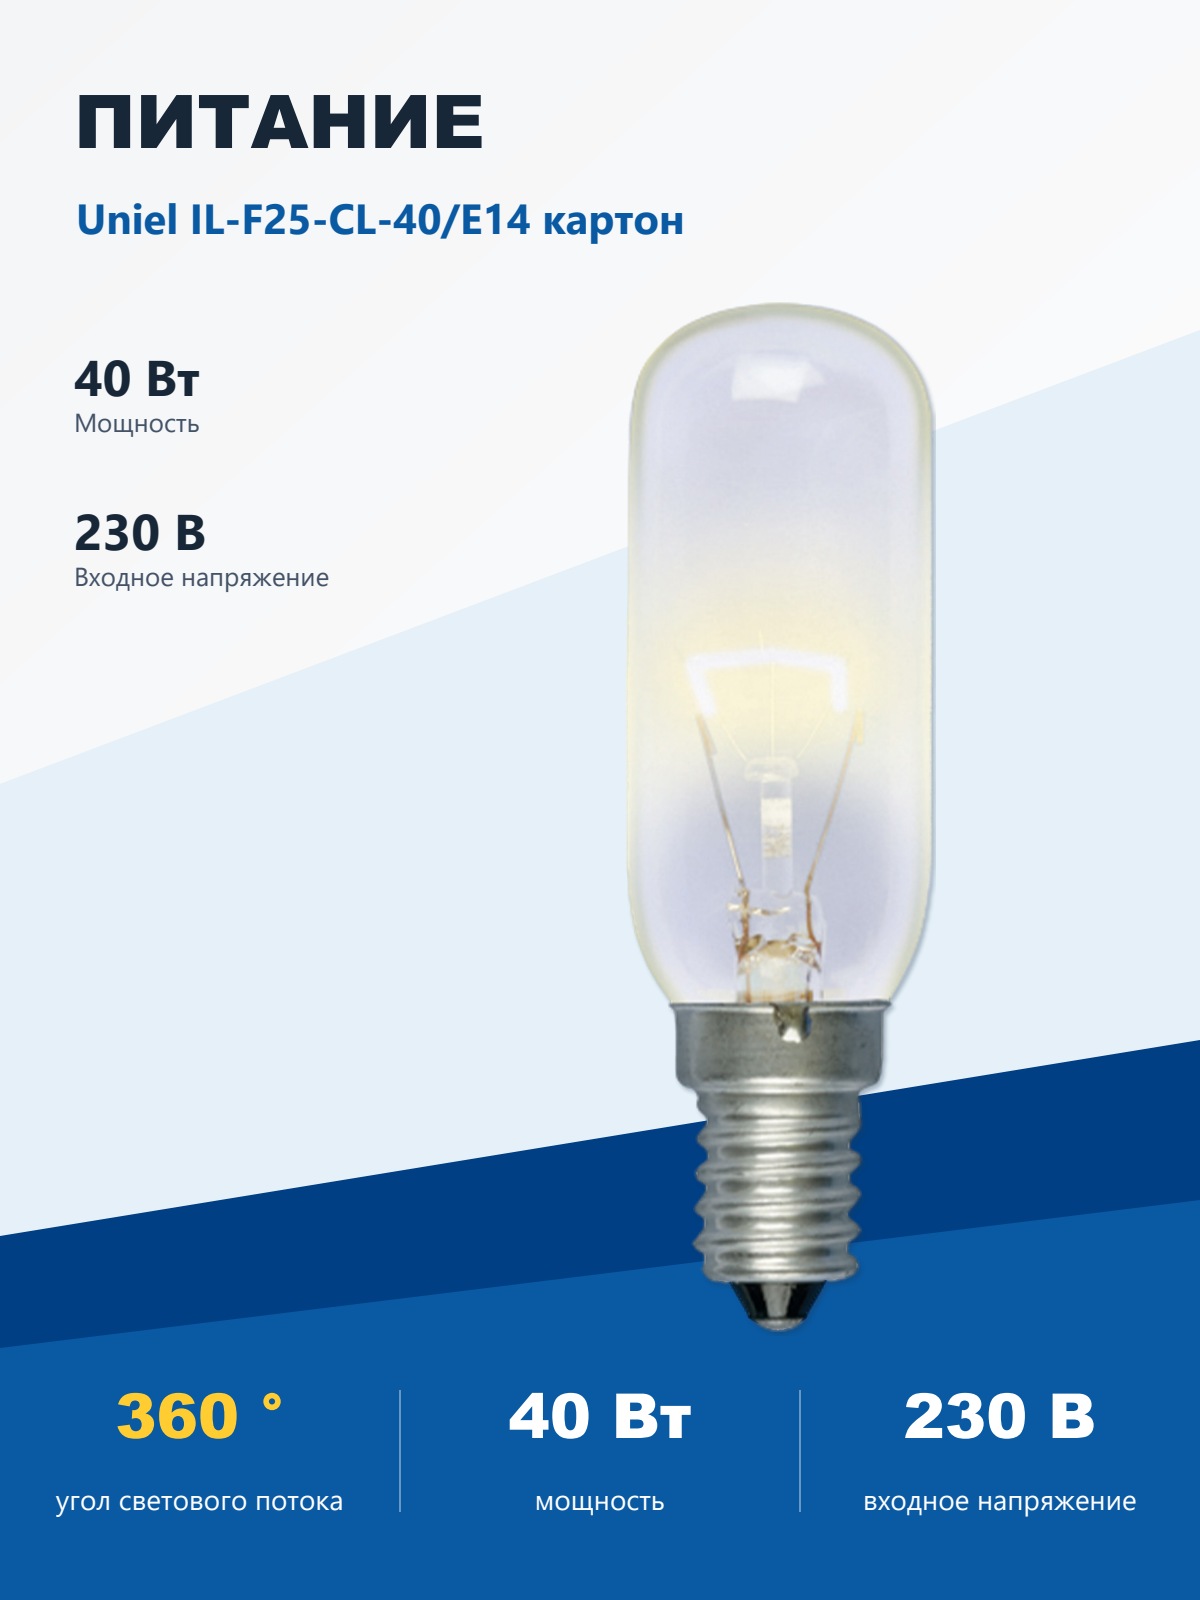 ПИТАНИЕ
Uniel IL-F25-CL-40/E14 картон
40 Вт
Мощность
230 В
Входное напряжение
360 °
угол светового потока
40 Вт
мощность
230 В
входное напряжение